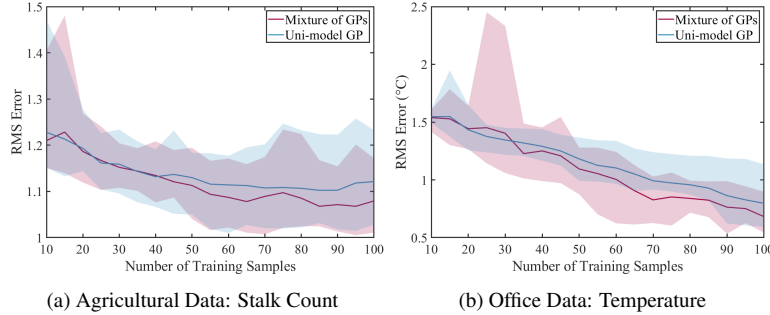 1.5
1.4
1.3
1.2
1.1
1
RMS Error
Mixture of GPs
Uni-model GP
10 20 30 40 50 60 70 80 90 100
Number of Training Samples
(a) Agricultural Data: Stalk Count
2.5
2
1.5
1
0.5
RMS Error (°C)
Mixture of GPs
Uni-model GP
10 20 30 40 50 60 70 80 90 100
Number of Training Samples
(b) Office Data: Temperature